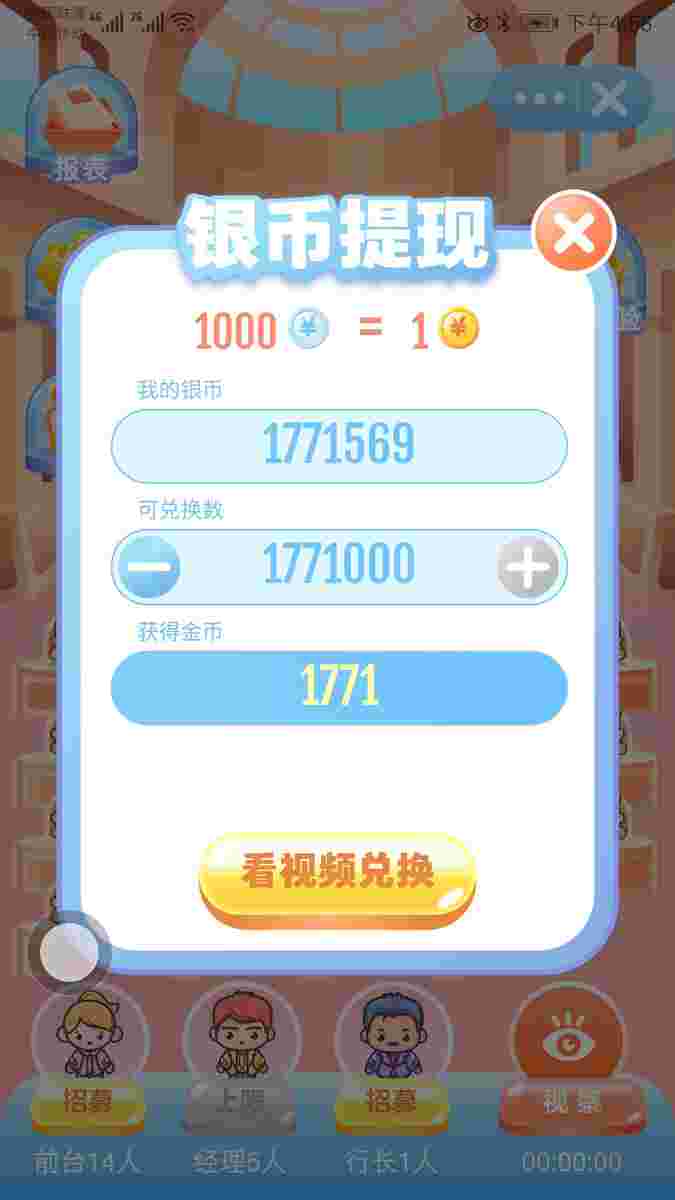 4G 2G 下午4:56
报表
银币提现
1000 = 1
我的银币
1771569
可兑换数
1771000
获得金币
1771
看视频兑换
招募 上限 招募
前台14人 经理5人 行长1人 00:00:00